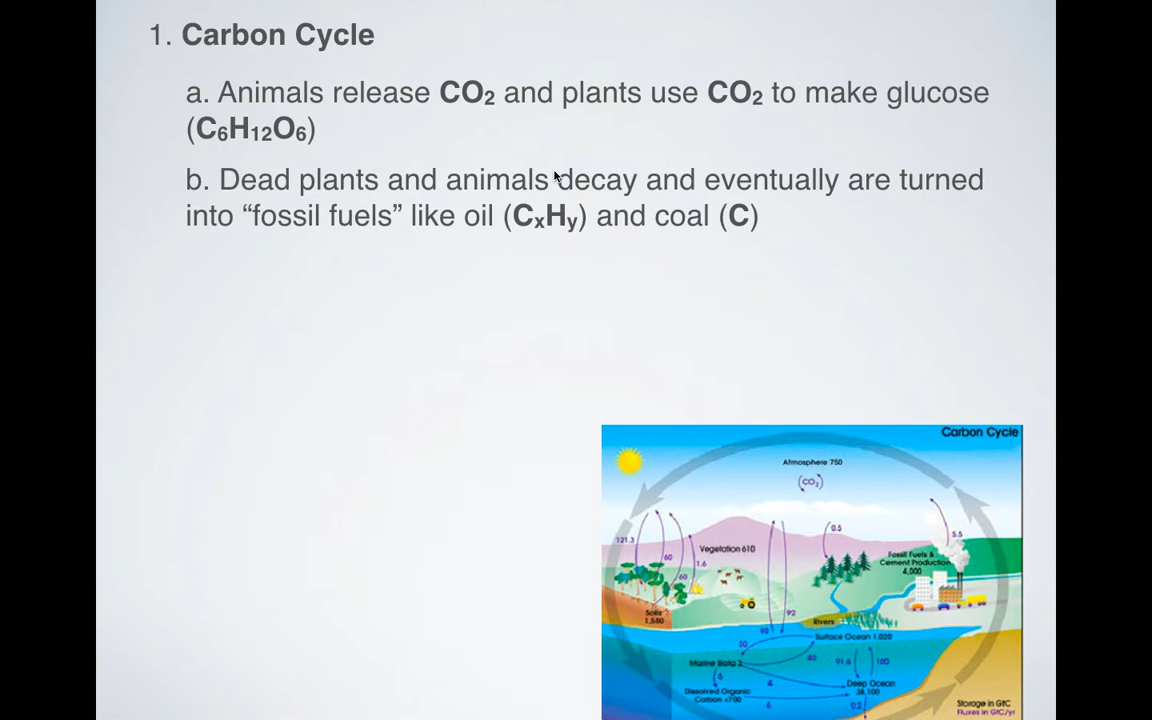 1. Carbon Cycle
a. Animals release CO₂ and plants use CO₂ to make glucose
(C₆H₁₂O₆)
b. Dead plants and animals decay and eventually are turned
into “fossil fuels” like oil (CₓHᵧ) and coal (C)
Carbon Cycle
Atmosphere 750
(CO₂)
0.5
5.5
121.3
Vegetation 610
60
1.6
Fossil Fuels &
Cement Production
4,000
60
Soils
1,580
92
Rivers
90
Surface Ocean 1,020
50
40
91.6
100
Marine Biota 3
6
4
Deep Ocean
38,100
Dissolved Organic
Carbon <700
6
0.2
Storage in GtC
Fluxes in GtC/yr